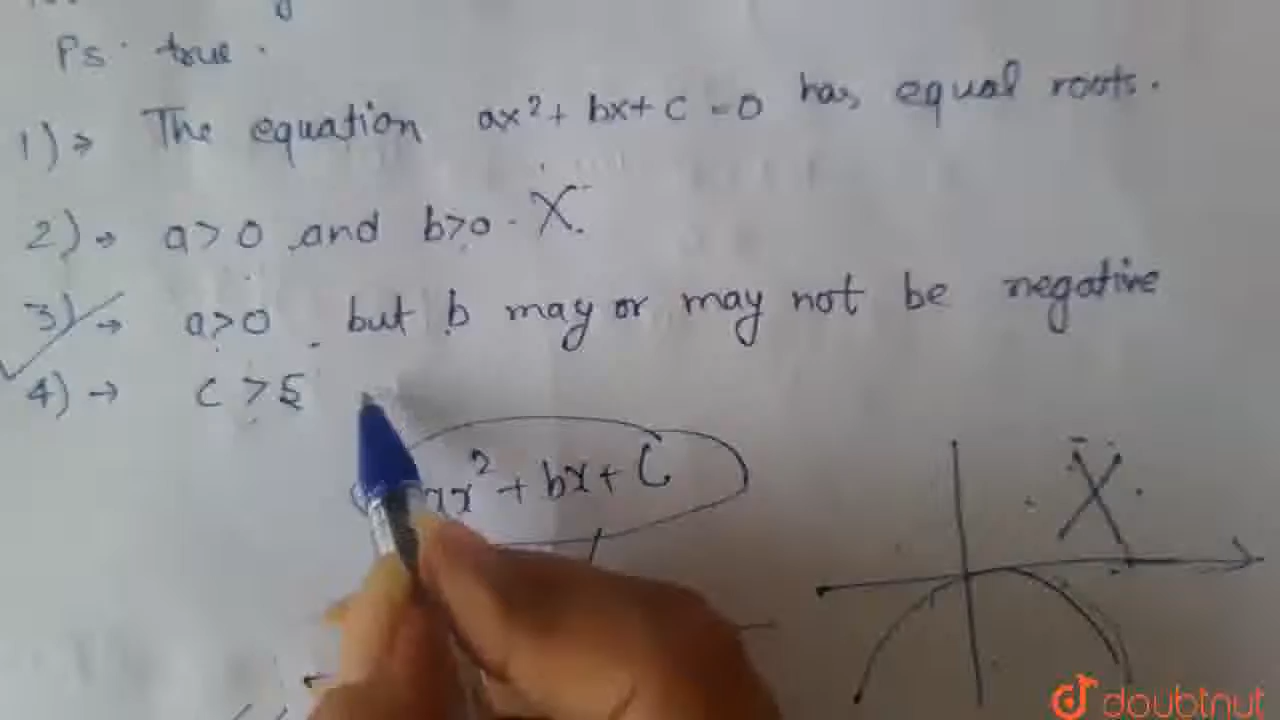 Ps. true.
1)→ The equation ax²+ bx+ c =0 has equal roots.
2)→ a>0 and b>0. X.
3)→ a>0 but b may or may not be negative
4)→ c >5
x² + bx + C
X
doubtnut